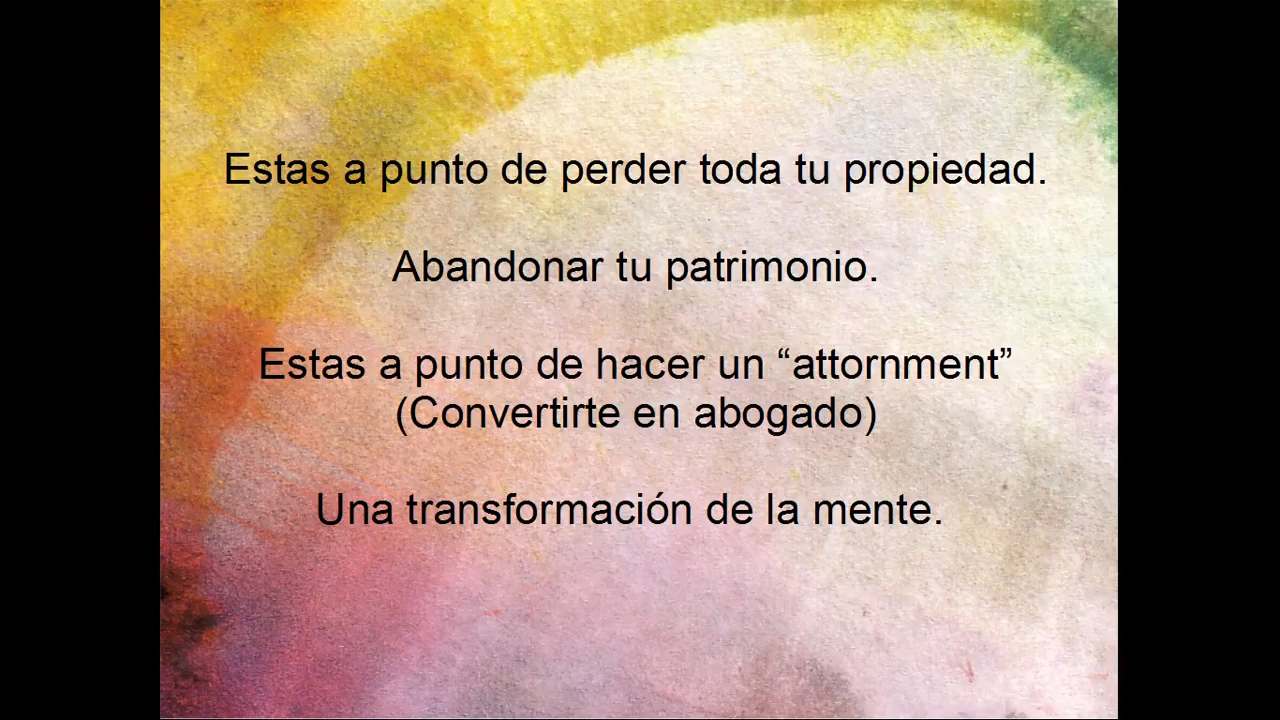 Estas a punto de perder toda tu propiedad.
Abandonar tu patrimonio.
Estas a punto de hacer un “attornment”
(Convertirte en abogado)
Una transformación de la mente.